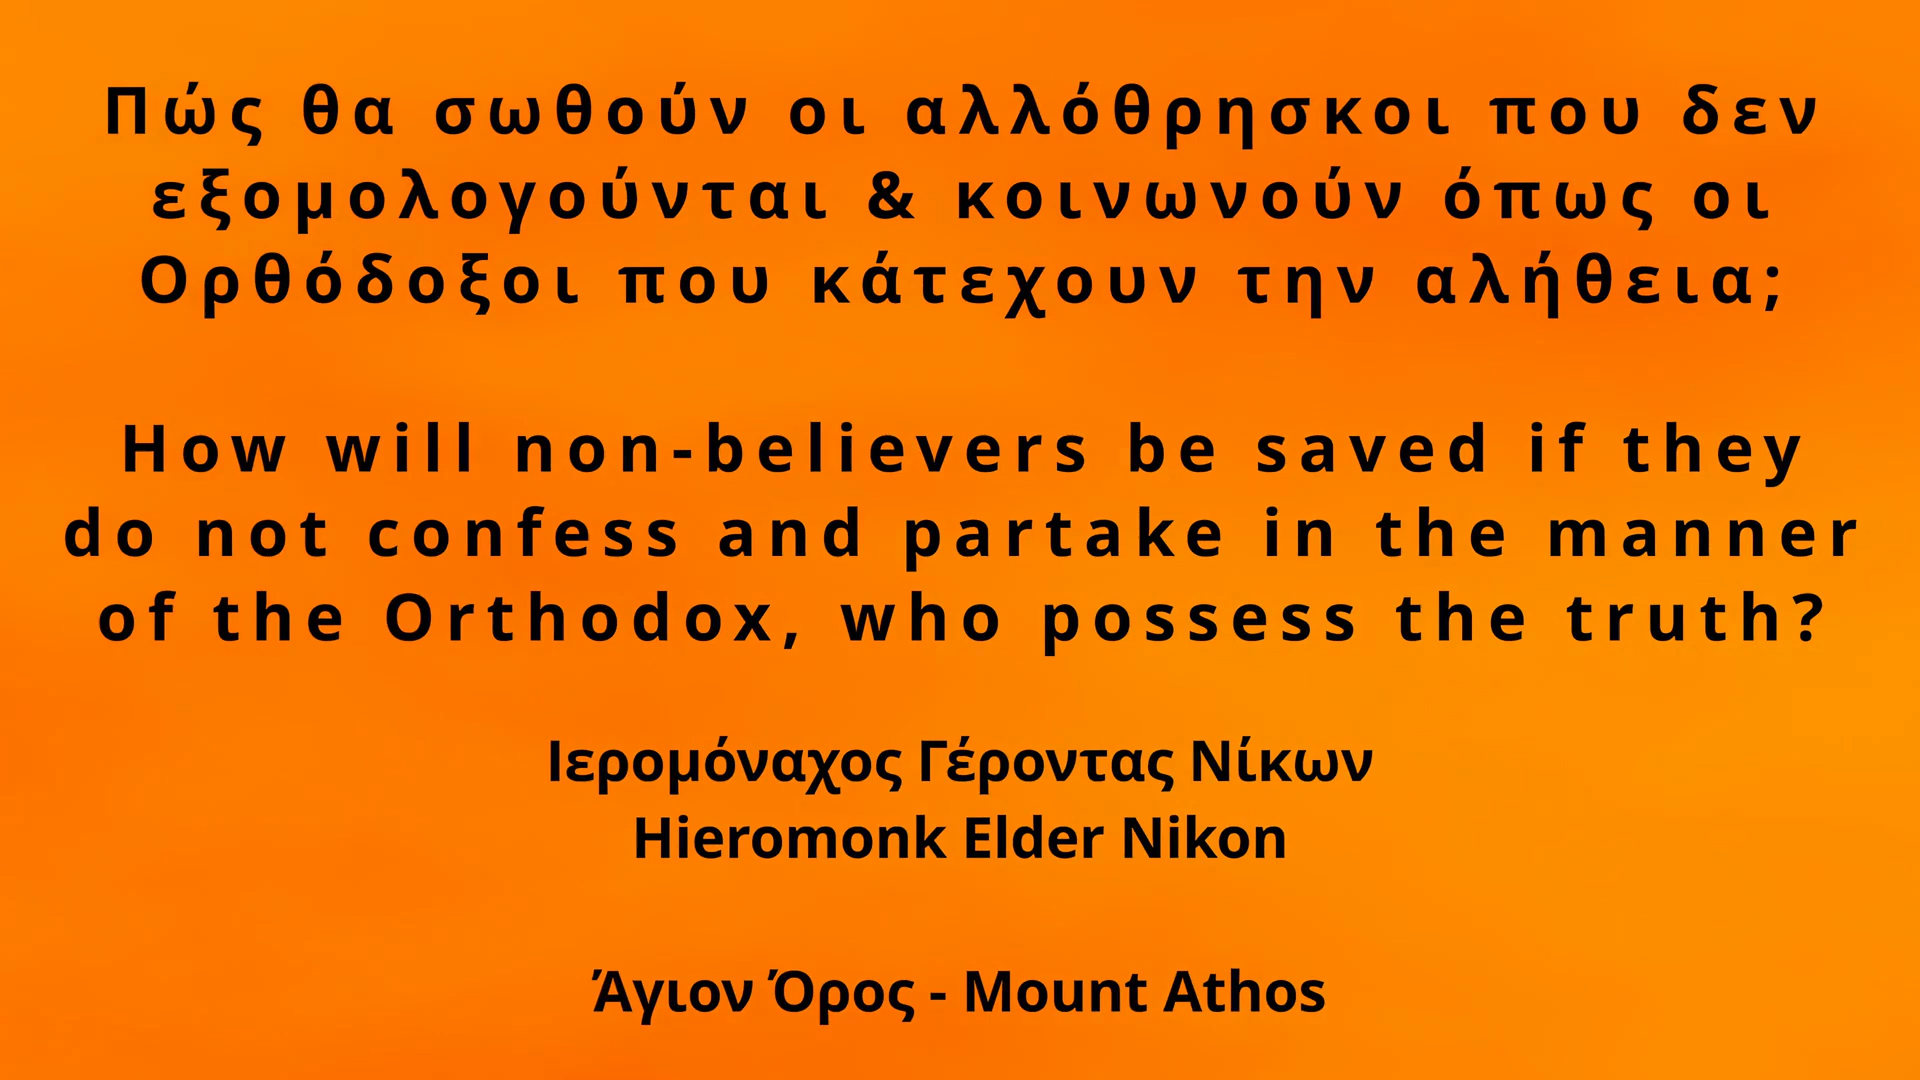 Πώς θα σωθούν οι αλλόθρησκοι που δεν
εξομολογούνται & κοινωνούν όπως οι
Ορθόδοξοι που κάτεχουν την αλήθεια;
How will non-believers be saved if they
do not confess and partake in the manner
of the Orthodox, who possess the truth?
Ιερομόναχος Γέροντας Νίκων
Hieromonk Elder Nikon
Άγιον Όρος - Mount Athos